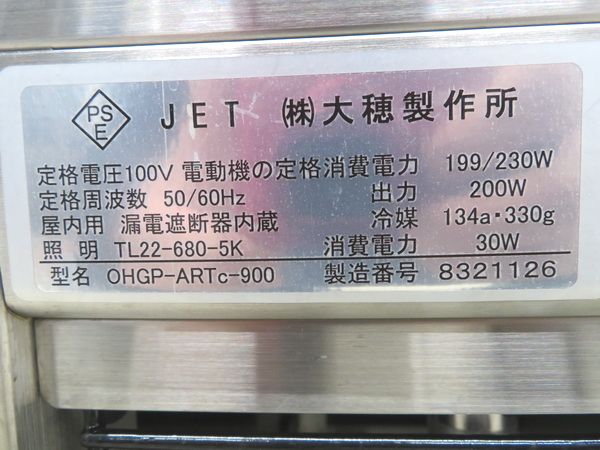 PS E JET ㈱大穂製作所
定格電圧100V 電動機の定格消費電力 199/230W
定格周波数 50/60Hz 出力 200W
屋内用 漏電遮断器内蔵 冷媒 134a・330g
照明 TL22-680-5K 消費電力 30W
型名 OHGP-ARTc-900 製造番号 8321126